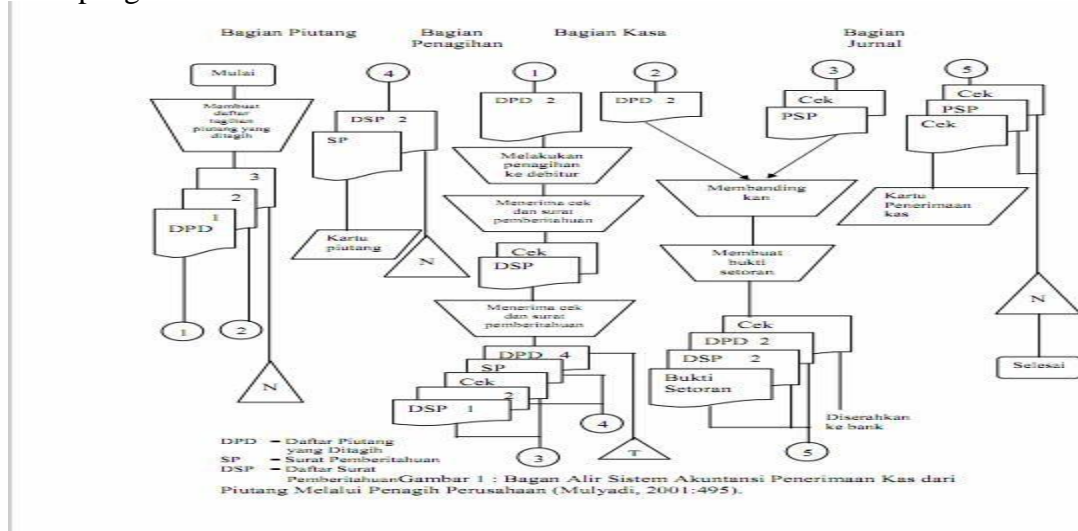 Bagian Piutang
Bagian
Penagihan
Bagian Kasa
Bagian
Jurnal
Mulai
Membuat
daftar
tagihan
piutang yang
ditagih
3
2
1
DPD
1
2
N
4
DSP 2
SP
Kartu
piutang
N
1
DPD 2
Melakukan
penagihan
ke debitur
Menerima cek
dan surat
pemberitahuan
Cek
DSP
Menerima cek
dan surat
pemberitahuan
DPD 4
SP
Cek
2
DSP 1
3
4
T
2
DPD 2
3
Cek
PSP
Membanding
kan
Membuat
bukti
setoran
Cek
DPD 2
DSP 2
Bukti
Setoran
Diserahkan
ke bank
5
5
Cek
PSP
Cek
Kartu
Penerimaan
kas
N
Selesai
DPD = Daftar Piutang
yang Ditagih
SP = Surat Pemberitahuan
DSP = Daftar Surat
PemberitahuanGambar 1 : Bagan Alir Sistem Akuntansi Penerimaan Kas dari
Piutang Melalui Penagih Perusahaan (Mulyadi, 2001:495).